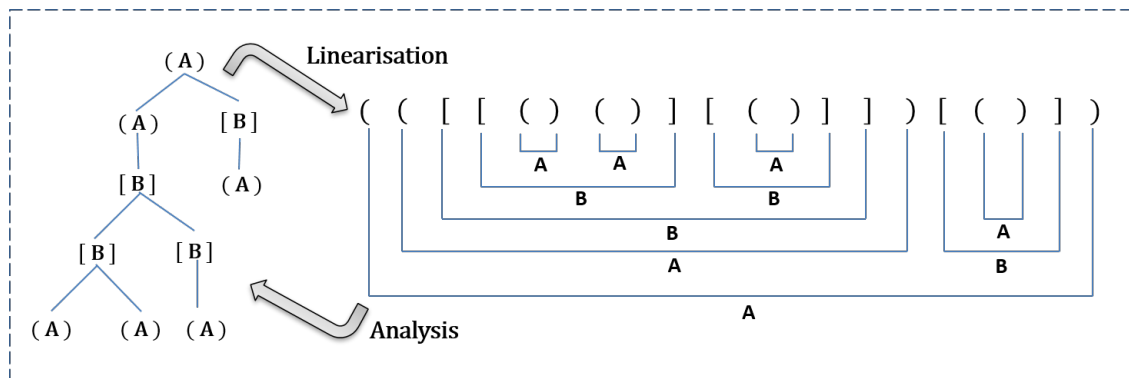 Linearisation
( A )
( ( [ [ ( ) ( ) ] [ ( ) ] ] ) [ ( ) ] )
( A ) [ B ]
A A A
[ B ] ( A )
B B
B A
[ B ] [ B ]
A B
A
( A ) ( A ) ( A )
Analysis